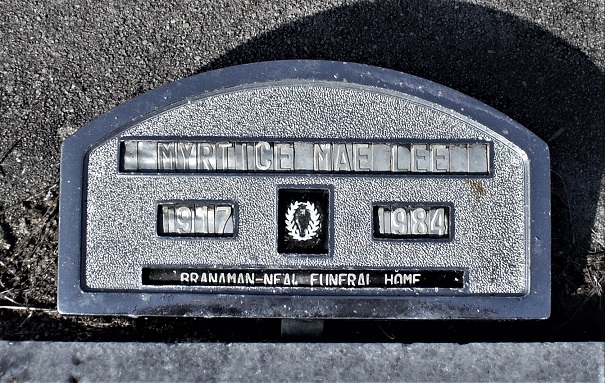 MYRTICE MAE LEE
1917 1984
BRANAMAN-NEAL FUNERAL HOME